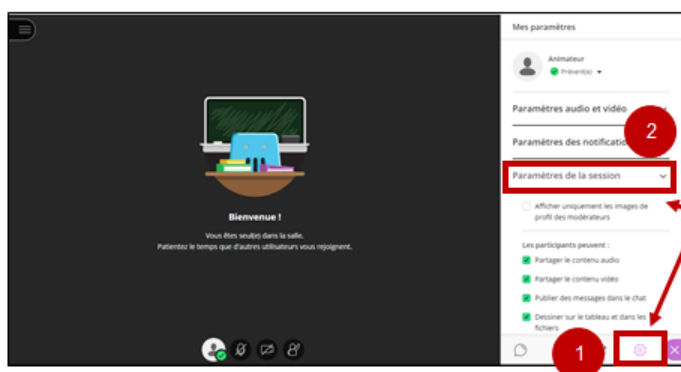 Mes paramètres
Animateur
Présent(e)
Paramètres audio et vidéo
Paramètres des notificatio
2
Paramètres de la session
Afficher uniquement les images de
profil des modérateurs
Bienvenue !
Vous êtes seul(e) dans la salle.
Patientez le temps que d'autres utilisateurs vous rejoignent.
Les participants peuvent :
Partager le contenu audio
Partager le contenu vidéo
Publier des messages dans le chat
Dessiner sur le tableau et dans les
fichiers
1